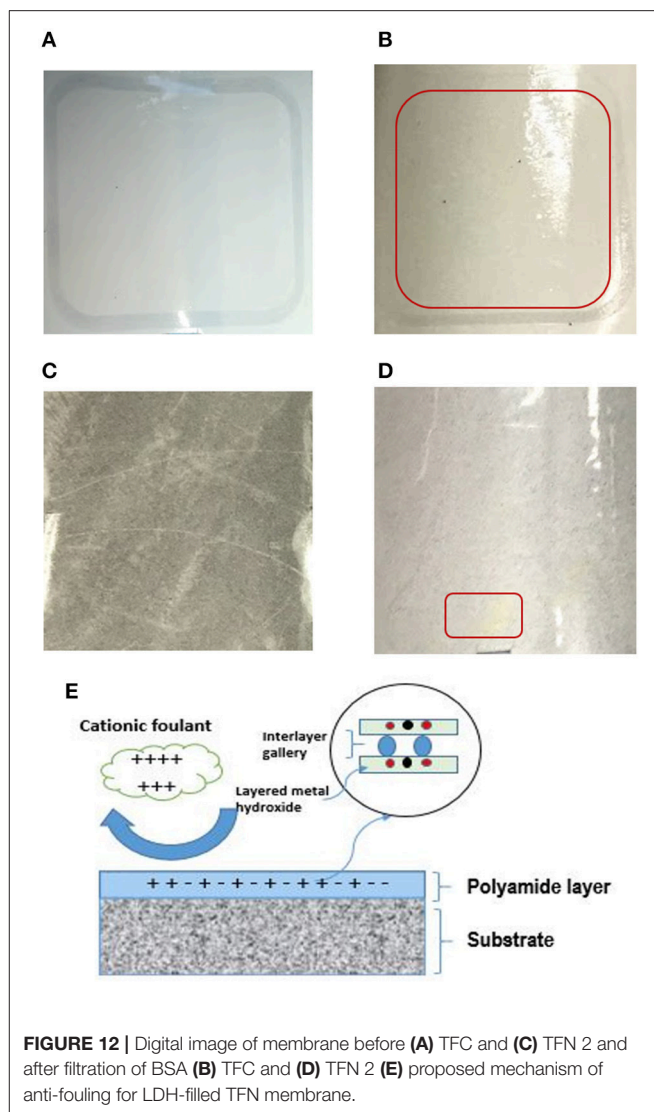 A
B
C
D
E
Cationic foulant
++++
+++
Interlayer
gallery
Layered metal
hydroxide
++-+-+-+-++-+--
Polyamide layer
Substrate
FIGURE 12 | Digital image of membrane before (A) TFC and (C) TFN 2 and
after filtration of BSA (B) TFC and (D) TFN 2 (E) proposed mechanism of
anti-fouling for LDH-filled TFN membrane.